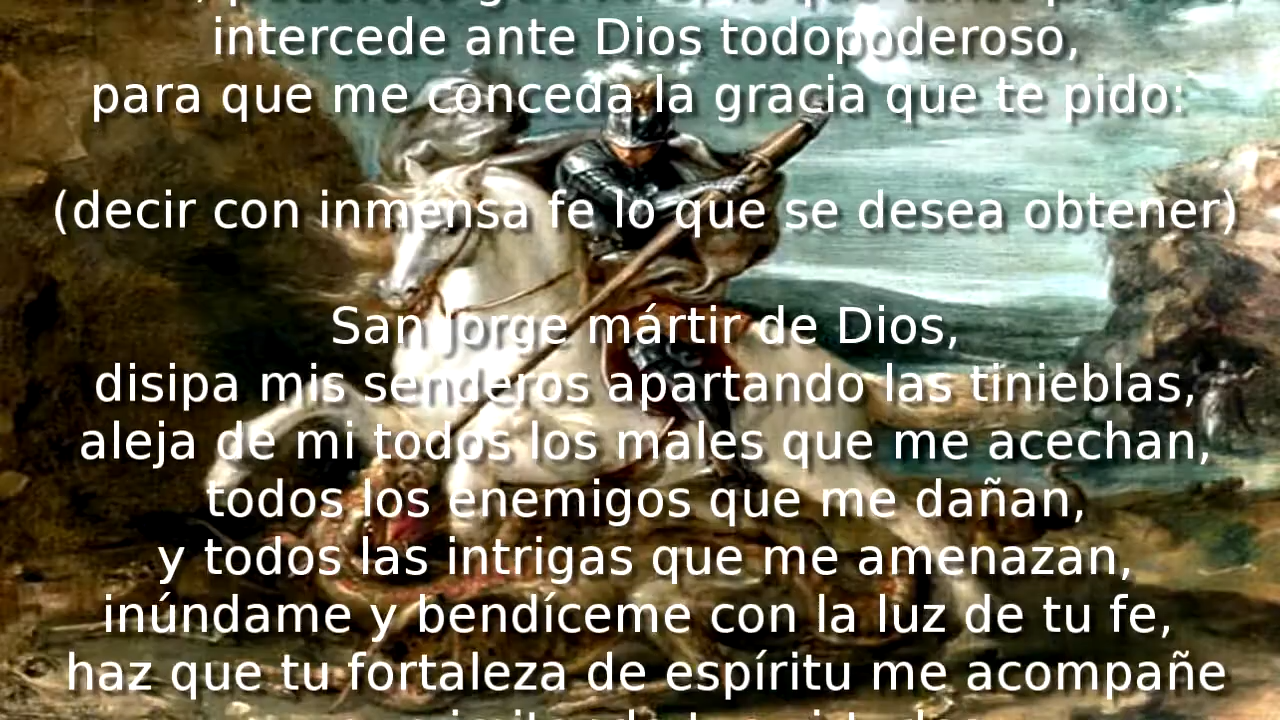 intercede ante Dios todopoderoso,
para que me conceda la gracia que te pido:
(decir con inmensa fe lo que se desea obtener)
San Jorge mártir de Dios,
disipa mis senderos apartando las tinieblas,
aleja de mi todos los males que me acechan,
todos los enemigos que me dañan,
y todos las intrigas que me amenazan,
inúndame y bendíceme con la luz de tu fe,
haz que tu fortaleza de espíritu me acompañe